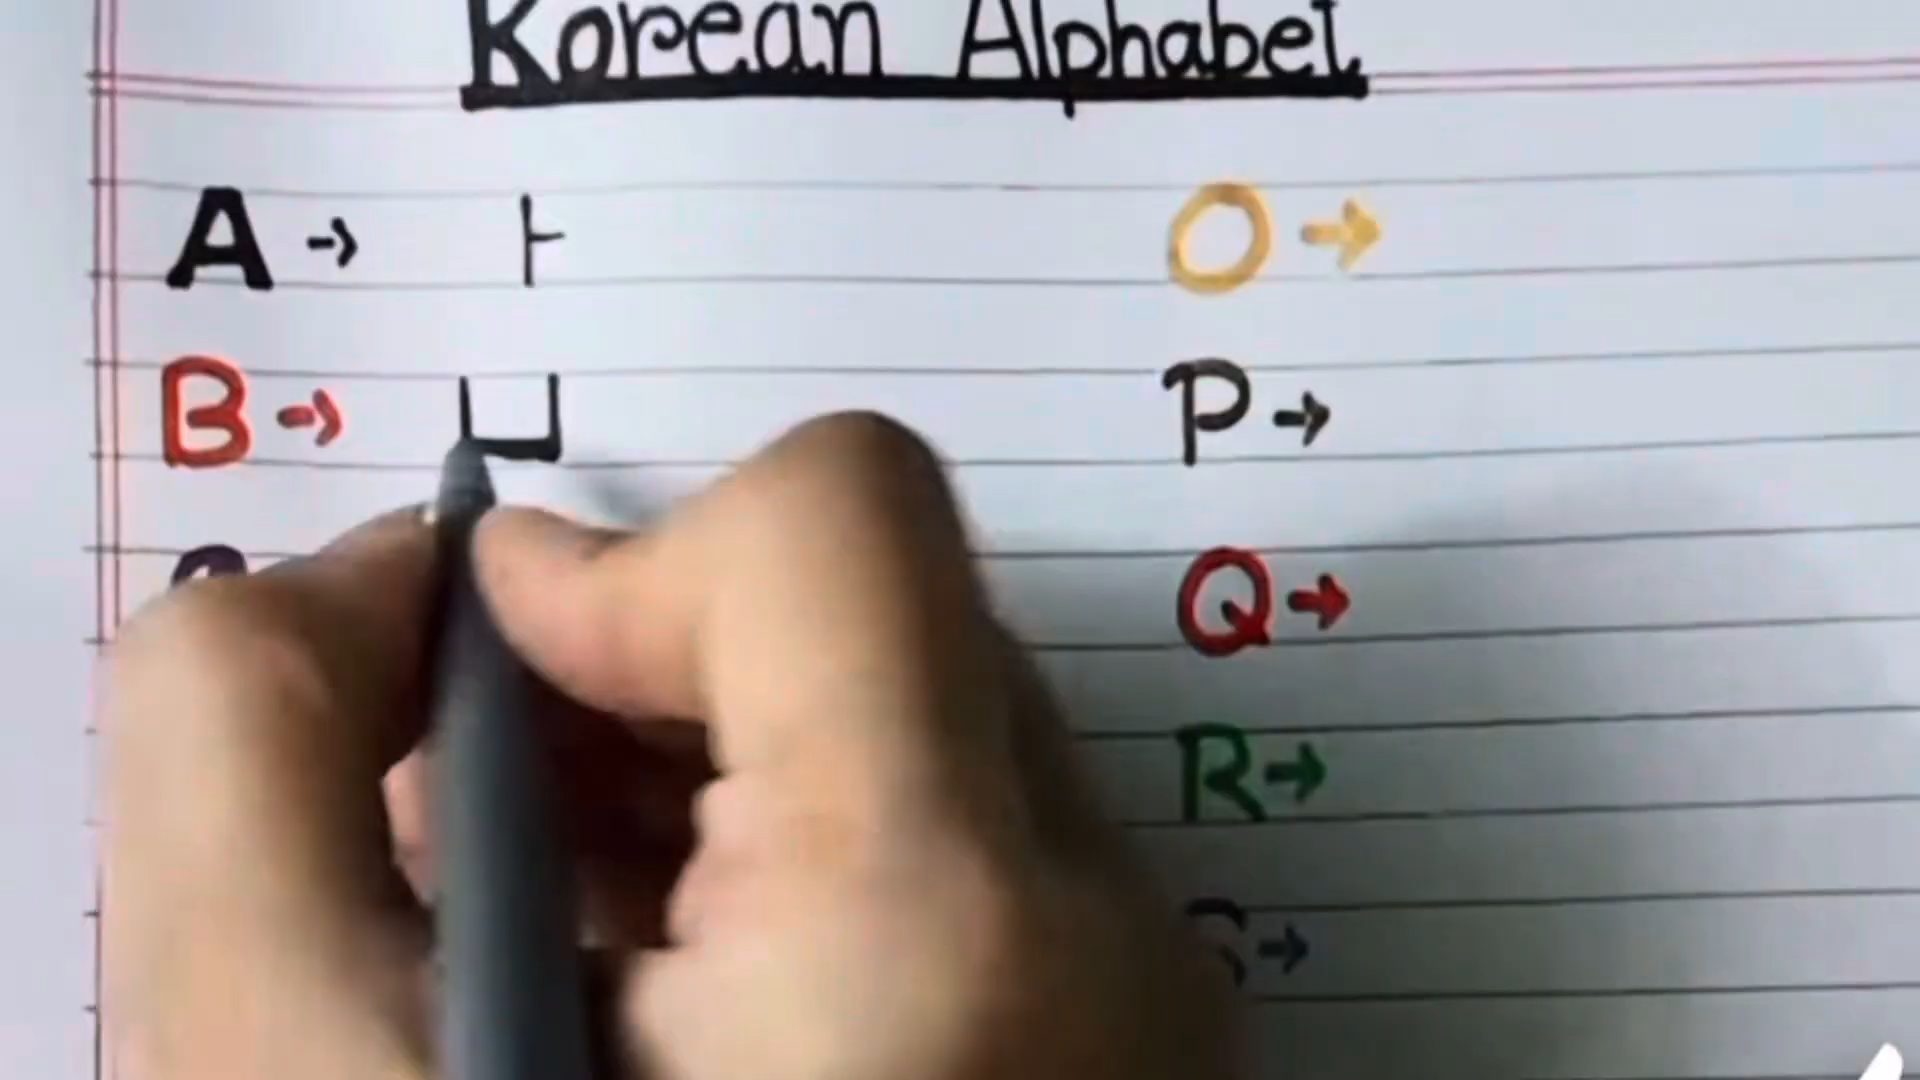 Korean Alphabet
A → ㅏ
B →
O →
P →
Q →
R →
S →